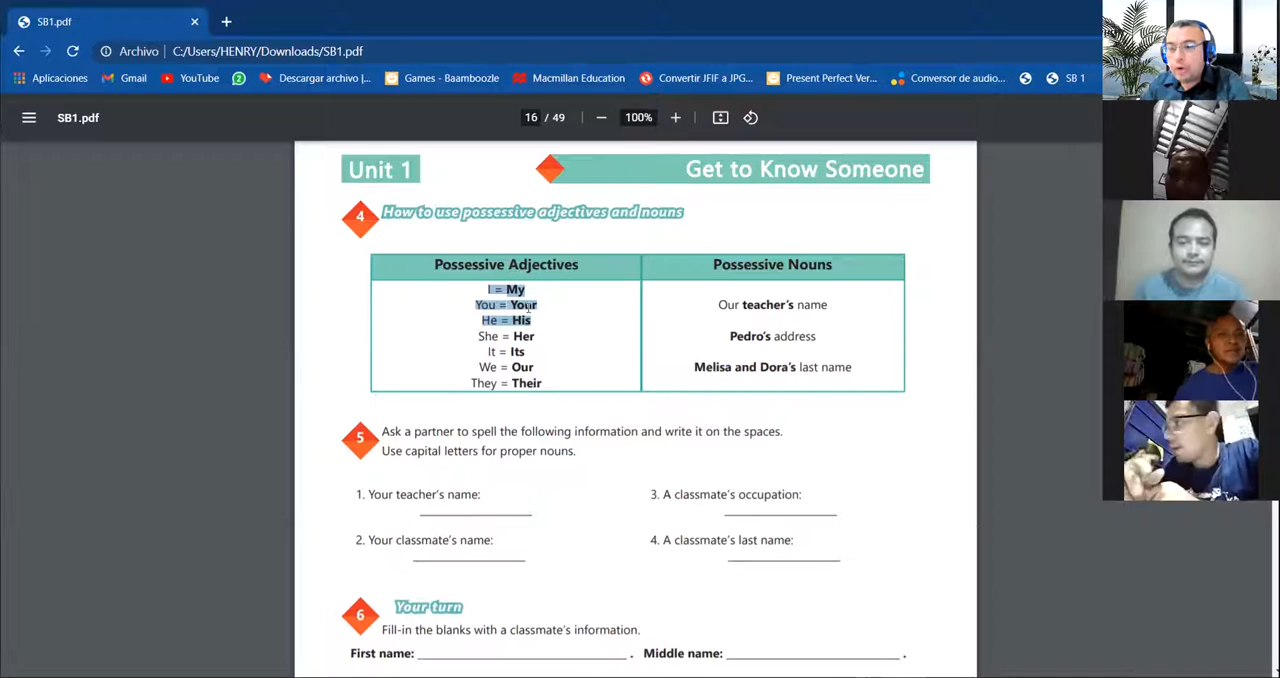 SB1.pdf
Archivo C:/Users/HENRY/Downloads/SB1.pdf
Aplicaciones Gmail YouTube 2 Descargar archivo |... Games - Baamboozle Macmillan Education Convertir JFIF a JPG... Present Perfect Ver... Conversor de audio... SB 1
SB1.pdf 16 / 49 100%
Unit 1 Get to Know Someone
4 How to use possessive adjectives and nouns
Possessive Adjectives Possessive Nouns
I = My
You = Your Our teacher's name
He = His
She = Her Pedro's address
It = Its
We = Our Melisa and Dora's last name
They = Their
5 Ask a partner to spell the following information and write it on the spaces.
Use capital letters for proper nouns.
1. Your teacher's name: 3. A classmate's occupation:
2. Your classmate's name: 4. A classmate's last name:
6 Your turn
Fill-in the blanks with a classmate's information.
First name: . Middle name: .